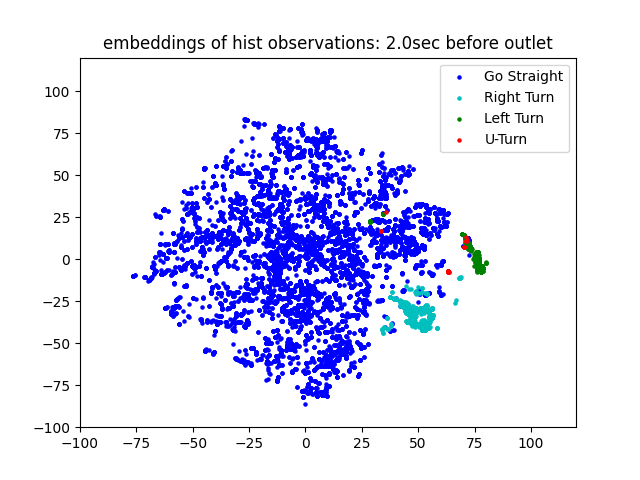 embeddings of hist observations: 2.0sec before outlet
Go Straight
Right Turn
Left Turn
U-Turn
100
75
50
25
0
−25
−50
−75
−100
−100 −75 −50 −25 0 25 50 75 100